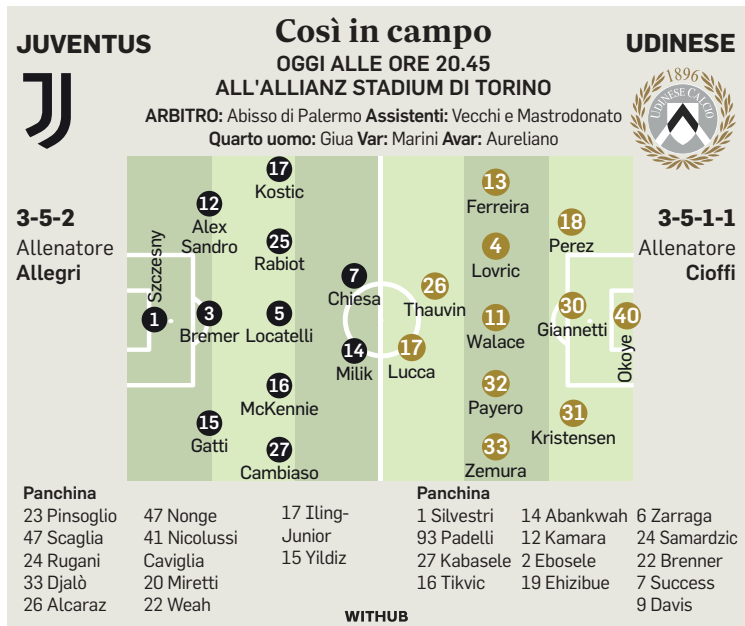 JUVENTUS
Così in campo
OGGI ALLE ORE 20.45
ALL'ALLIANZ STADIUM DI TORINO
UDINESE
1896
UDINESE CALCIO
ARBITRO: Abisso di Palermo Assistenti: Vecchi e Mastrodonato
Quarto uomo: Giua Var: Marini Avar: Aureliano
3-5-2
Allenatore
Allegri
1
Szczesny
12
Alex
Sandro
3
Bremer
15
Gatti
17
Kostic
25
Rabiot
5
Locatelli
16
McKennie
27
Cambiaso
7
Chiesa
14
Milik
26
Thauvin
17
Lucca
13
Ferreira
4
Lovric
11
Walace
32
Payero
33
Zemura
18
Perez
30
Giannetti
31
Kristensen
40
Okoye
3-5-1-1
Allenatore
Cioffi
Panchina
23 Pinsoglio
47 Scaglia
24 Rugani
33 Djalò
26 Alcaraz
47 Nonge
41 Nicolussi
Caviglia
20 Miretti
22 Weah
17 Iling-
Junior
15 Yildiz
Panchina
1 Silvestri
93 Padelli
27 Kabasele
16 Tikvic
14 Abankwah
12 Kamara
2 Ebosele
19 Ehizibue
6 Zarraga
24 Samardzic
22 Brenner
7 Success
9 Davis
WITHUB